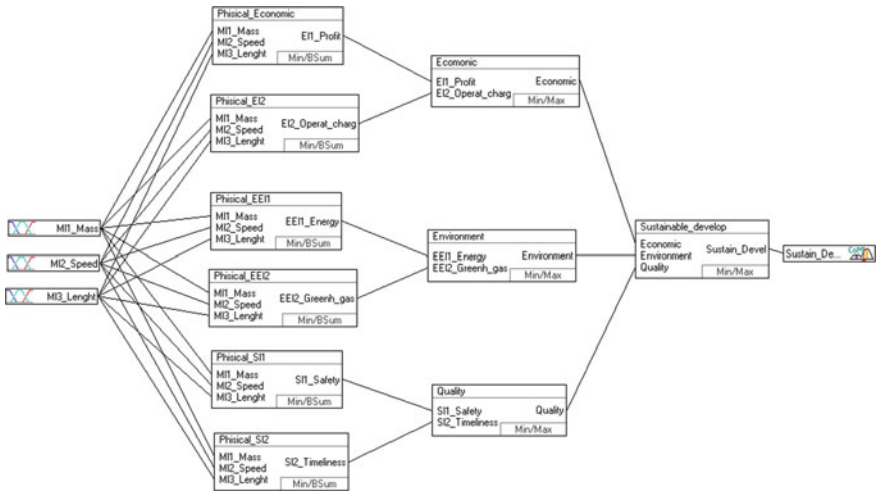 Phisical_Economic
MI1_Mass
MI2_Speed
MI3_Lenght
EI1_Profit
Min/BSum
Phisical_EI2
MI1_Mass
MI2_Speed
MI3_Lenght
EI2_Operat_charg
Min/BSum
Phisical_EEI1
MI1_Mass
MI2_Speed
MI3_Lenght
EEI1_Energy
Min/BSum
Phisical_EEI2
MI1_Mass
MI2_Speed
MI3_Lenght
EEI2_Greenh_gas
Min/BSum
Phisical_SI1
MI1_Mass
MI2_Speed
MI3_Lenght
SI1_Safety
Min/BSum
Phisical_SI2
MI1_Mass
MI2_Speed
MI3_Lenght
SI2_Timeliness
Min/BSum
MI1_Mass
MI2_Speed
MI3_Lenght
Ecomonic
EI1_Profit
EI2_Operat_charg
Economic
Min/Max
Environment
EEI1_Energy
EEI2_Greenh_gas
Environment
Min/Max
Quality
SI1_Safety
SI2_Timeliness
Quality
Min/Max
Sustainable_develop
Economic
Environment
Quality
Sustain_Devel
Min/Max
Sustain_De...
CoM